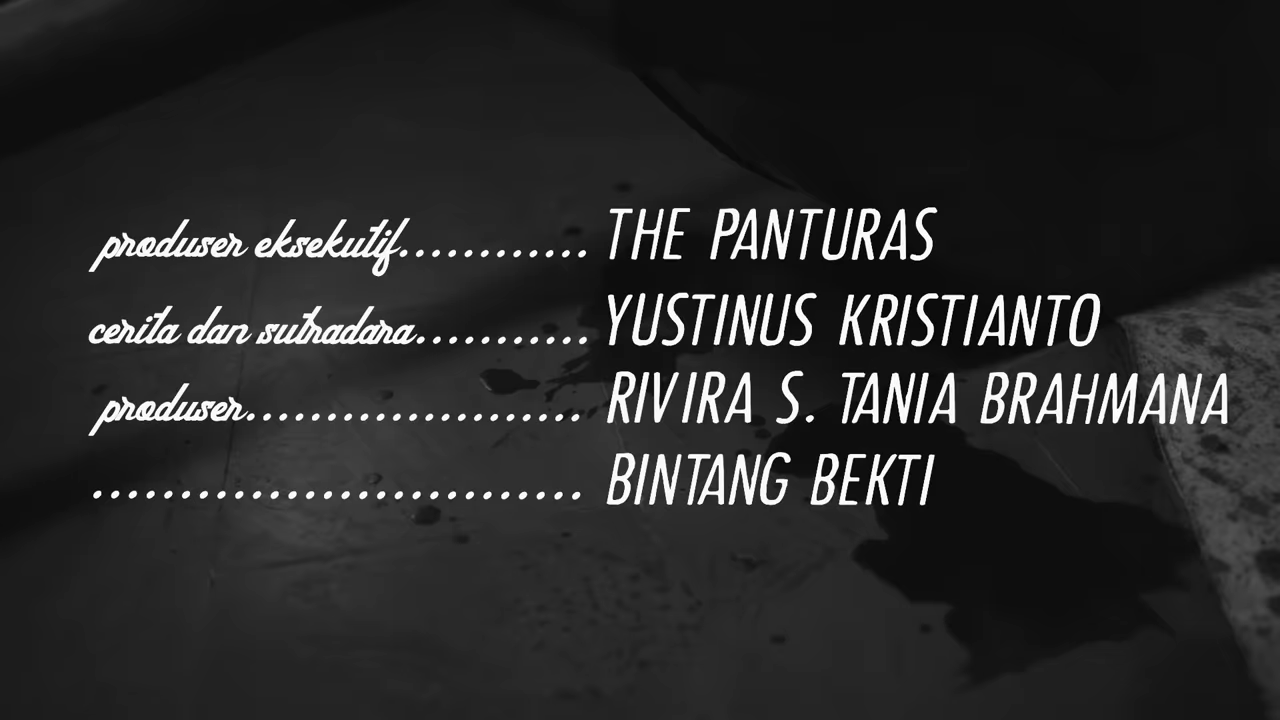 produser eksekutif............ THE PANTURAS
cerita dan sutradara........... YUSTINUS KRISTIANTO
produser..................... RIVIRA S. TANIA BRAHMANA
............................ BINTANG BEKTI